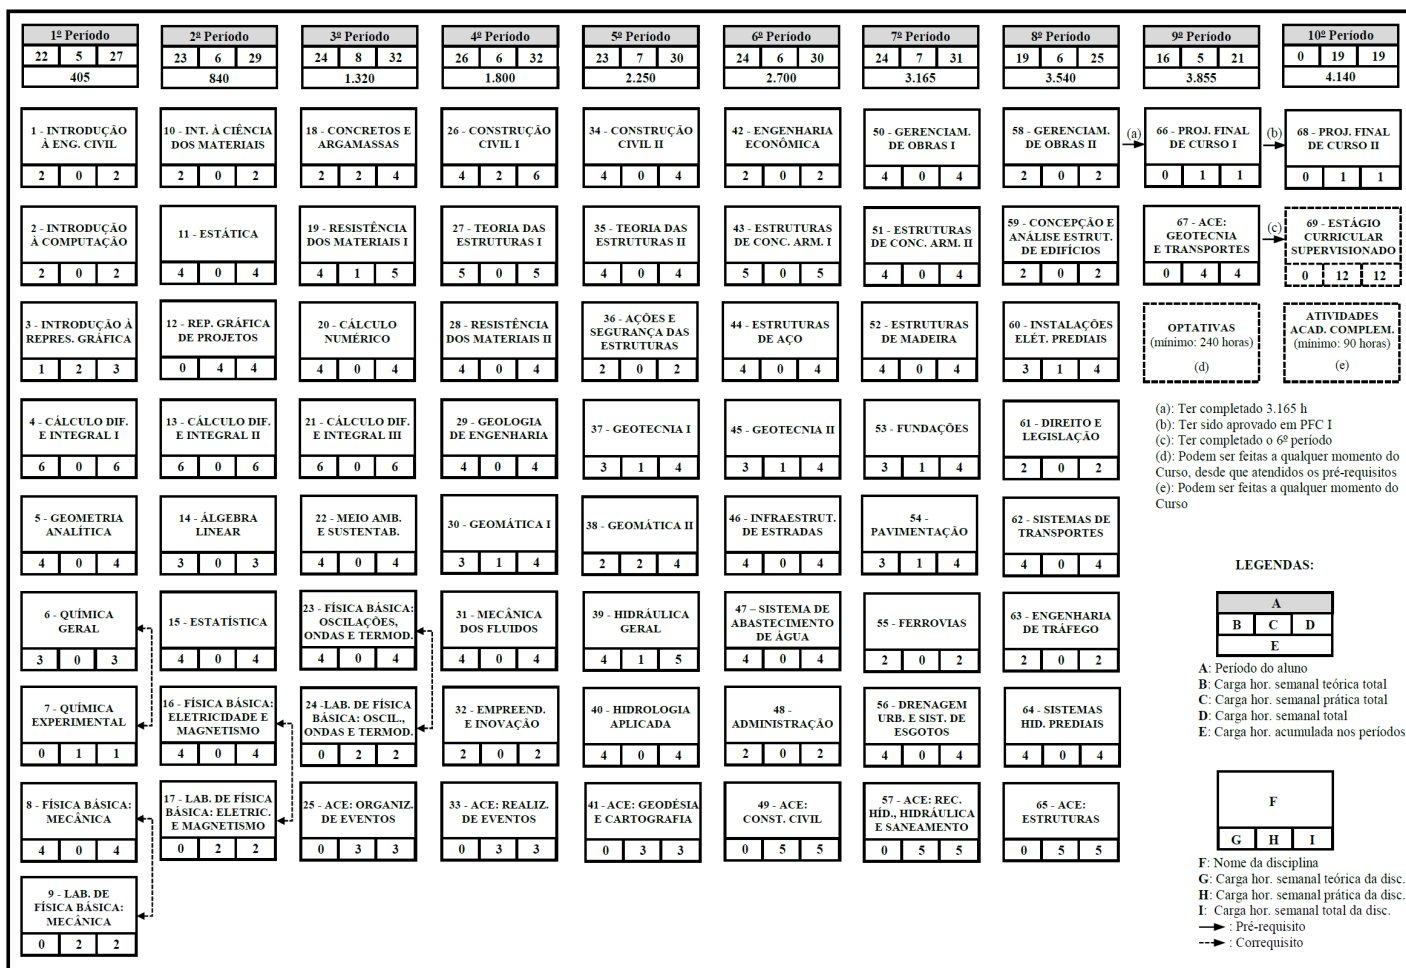 1º Período
22 5 27
405
1 - INTRODUÇÃO
À ENG. CIVIL
2 0 2
2 - INTRODUÇÃO
À COMPUTAÇÃO
2 0 2
3 - INTRODUÇÃO À
REPRES. GRÁFICA
1 2 3
4 - CÁLCULO DIF.
E INTEGRAL I
6 0 6
5 - GEOMETRIA
ANALÍTICA
4 0 4
6 - QUÍMICA
GERAL
3 0 3
7 - QUÍMICA
EXPERIMENTAL
0 1 1
8 - FÍSICA BÁSICA:
MECÂNICA
4 0 4
9 - LAB. DE
FÍSICA BÁSICA:
MECÂNICA
0 2 2
2º Período
23 6 29
840
10 - INT. À CIÊNCIA
DOS MATERIAIS
2 0 2
11 - ESTÁTICA
4 0 4
12 - REP. GRÁFICA
DE PROJETOS
0 4 4
13 - CÁLCULO DIF.
E INTEGRAL II
6 0 6
14 - ÁLGEBRA
LINEAR
3 0 3
15 - ESTATÍSTICA
4 0 4
16 - FÍSICA BÁSICA:
ELETRICIDADE E
MAGNETISMO
4 0 4
17 - LAB. DE FÍSICA
BÁSICA: ELETRIC.
E MAGNETISMO
0 2 2
3º Período
24 8 32
1.320
18 - CONCRETOS E
ARGAMASSAS
2 2 4
19 - RESISTÊNCIA
DOS MATERIAIS I
4 1 5
20 - CÁLCULO
NUMÉRICO
4 0 4
21 - CÁLCULO DIF.
E INTEGRAL III
6 0 6
22 - MEIO AMB.
E SUSTENTAB.
4 0 4
23 - FÍSICA BÁSICA:
OSCILAÇÕES,
ONDAS E TERMOD.
4 0 4
24 -LAB. DE FÍSICA
BÁSICA: OSCIL.,
ONDAS E TERMOD.
0 2 2
25 - ACE: ORGANIZ.
DE EVENTOS
0 3 3
4º Período
26 6 32
1.800
26 - CONSTRUÇÃO
CIVIL I
4 2 6
27 - TEORIA DAS
ESTRUTURAS I
5 0 5
28 - RESISTÊNCIA
DOS MATERIAIS II
4 0 4
29 - GEOLOGIA
DE ENGENHARIA
4 0 4
30 - GEOMÁTICA I
3 1 4
31 - MECÂNICA
DOS FLUIDOS
4 0 4
32 - EMPREEND.
E INOVAÇÃO
2 0 2
33 - ACE: REALIZ.
DE EVENTOS
0 3 3
5º Período
23 7 30
2.250
34 - CONSTRUÇÃO
CIVIL II
4 0 4
35 - TEORIA DAS
ESTRUTURAS II
4 0 4
36 - AÇÕES E
SEGURANÇA DAS
ESTRUTURAS
2 0 2
37 - GEOTECNIA I
3 1 4
38 - GEOMÁTICA II
2 2 4
39 - HIDRÁULICA
GERAL
4 1 5
40 - HIDROLOGIA
APLICADA
4 0 4
41 - ACE: GEODÉSIA
E CARTOGRAFIA
0 3 3
6º Período
24 6 30
2.700
42 - ENGENHARIA
ECONÔMICA
2 0 2
43 - ESTRUTURAS
DE CONC. ARM. I
5 0 5
44 - ESTRUTURAS
DE AÇO
4 0 4
45 - GEOTECNIA II
3 1 4
46 - INFRAESTRUT.
DE ESTRADAS
4 0 4
47 – SISTEMA DE
ABASTECIMENTO
DE ÁGUA
4 0 4
48 -
ADMINISTRAÇÃO
2 0 2
49 - ACE:
CONST. CIVIL
0 5 5
7º Período
24 7 31
3.165
50 - GERENCIAM.
DE OBRAS I
4 0 4
51 - ESTRUTURAS
DE CONC. ARM. II
4 0 4
52 - ESTRUTURAS
DE MADEIRA
4 0 4
53 - FUNDAÇÕES
3 1 4
54 -
PAVIMENTAÇÃO
3 1 4
55 - FERROVIAS
2 0 2
56 - DRENAGEM
URB. E SIST. DE
ESGOTOS
4 0 4
57 - ACE: REC.
HÍD., HIDRÁULICA
E SANEAMENTO
0 5 5
8º Período
19 6 25
3.540
58 - GERENCIAM.
DE OBRAS II
2 0 2
59 - CONCEPÇÃO E
ANÁLISE ESTRUT.
DE EDIFÍCIOS
2 0 2
60 - INSTALAÇÕES
ELÉT. PREDIAIS
3 1 4
61 - DIREITO E
LEGISLAÇÃO
2 0 2
62 - SISTEMAS DE
TRANSPORTES
4 0 4
63 - ENGENHARIA
DE TRÁFEGO
2 0 2
64 - SISTEMAS
HID. PREDIAIS
4 0 4
65 - ACE:
ESTRUTURAS
0 5 5
9º Período
16 5 21
3.855
(a)
66 - PROJ. FINAL
DE CURSO I
0 1 1
67 - ACE:
GEOTECNIA
E TRANSPORTES
0 4 4
OPTATIVAS
(mínimo: 240 horas)
(d)
10º Período
0 19 19
4.140
(b)
68 - PROJ. FINAL
DE CURSO II
0 1 1
(c)
69 - ESTÁGIO
CURRICULAR
SUPERVISIONADO
0 12 12
ATIVIDADES
ACAD. COMPLEM.
(mínimo: 90 horas)
(e)
(a): Ter completado 3.165 h
(b): Ter sido aprovado em PFC I
(c): Ter completado o 6º período
(d): Podem ser feitas a qualquer momento do
Curso, desde que atendidos os pré-requisitos
(e): Podem ser feitas a qualquer momento do
Curso
LEGENDAS:
A
B C D
E
A: Período do aluno
B: Carga hor. semanal teórica total
C: Carga hor. semanal prática total
D: Carga hor. semanal total
E: Carga hor. acumulada nos períodos
F
G H I
F: Nome da disciplina
G: Carga hor. semanal teórica da disc.
H: Carga hor. semanal prática da disc.
I: Carga hor. semanal total da disc.
: Pré-requisito
: Correquisito